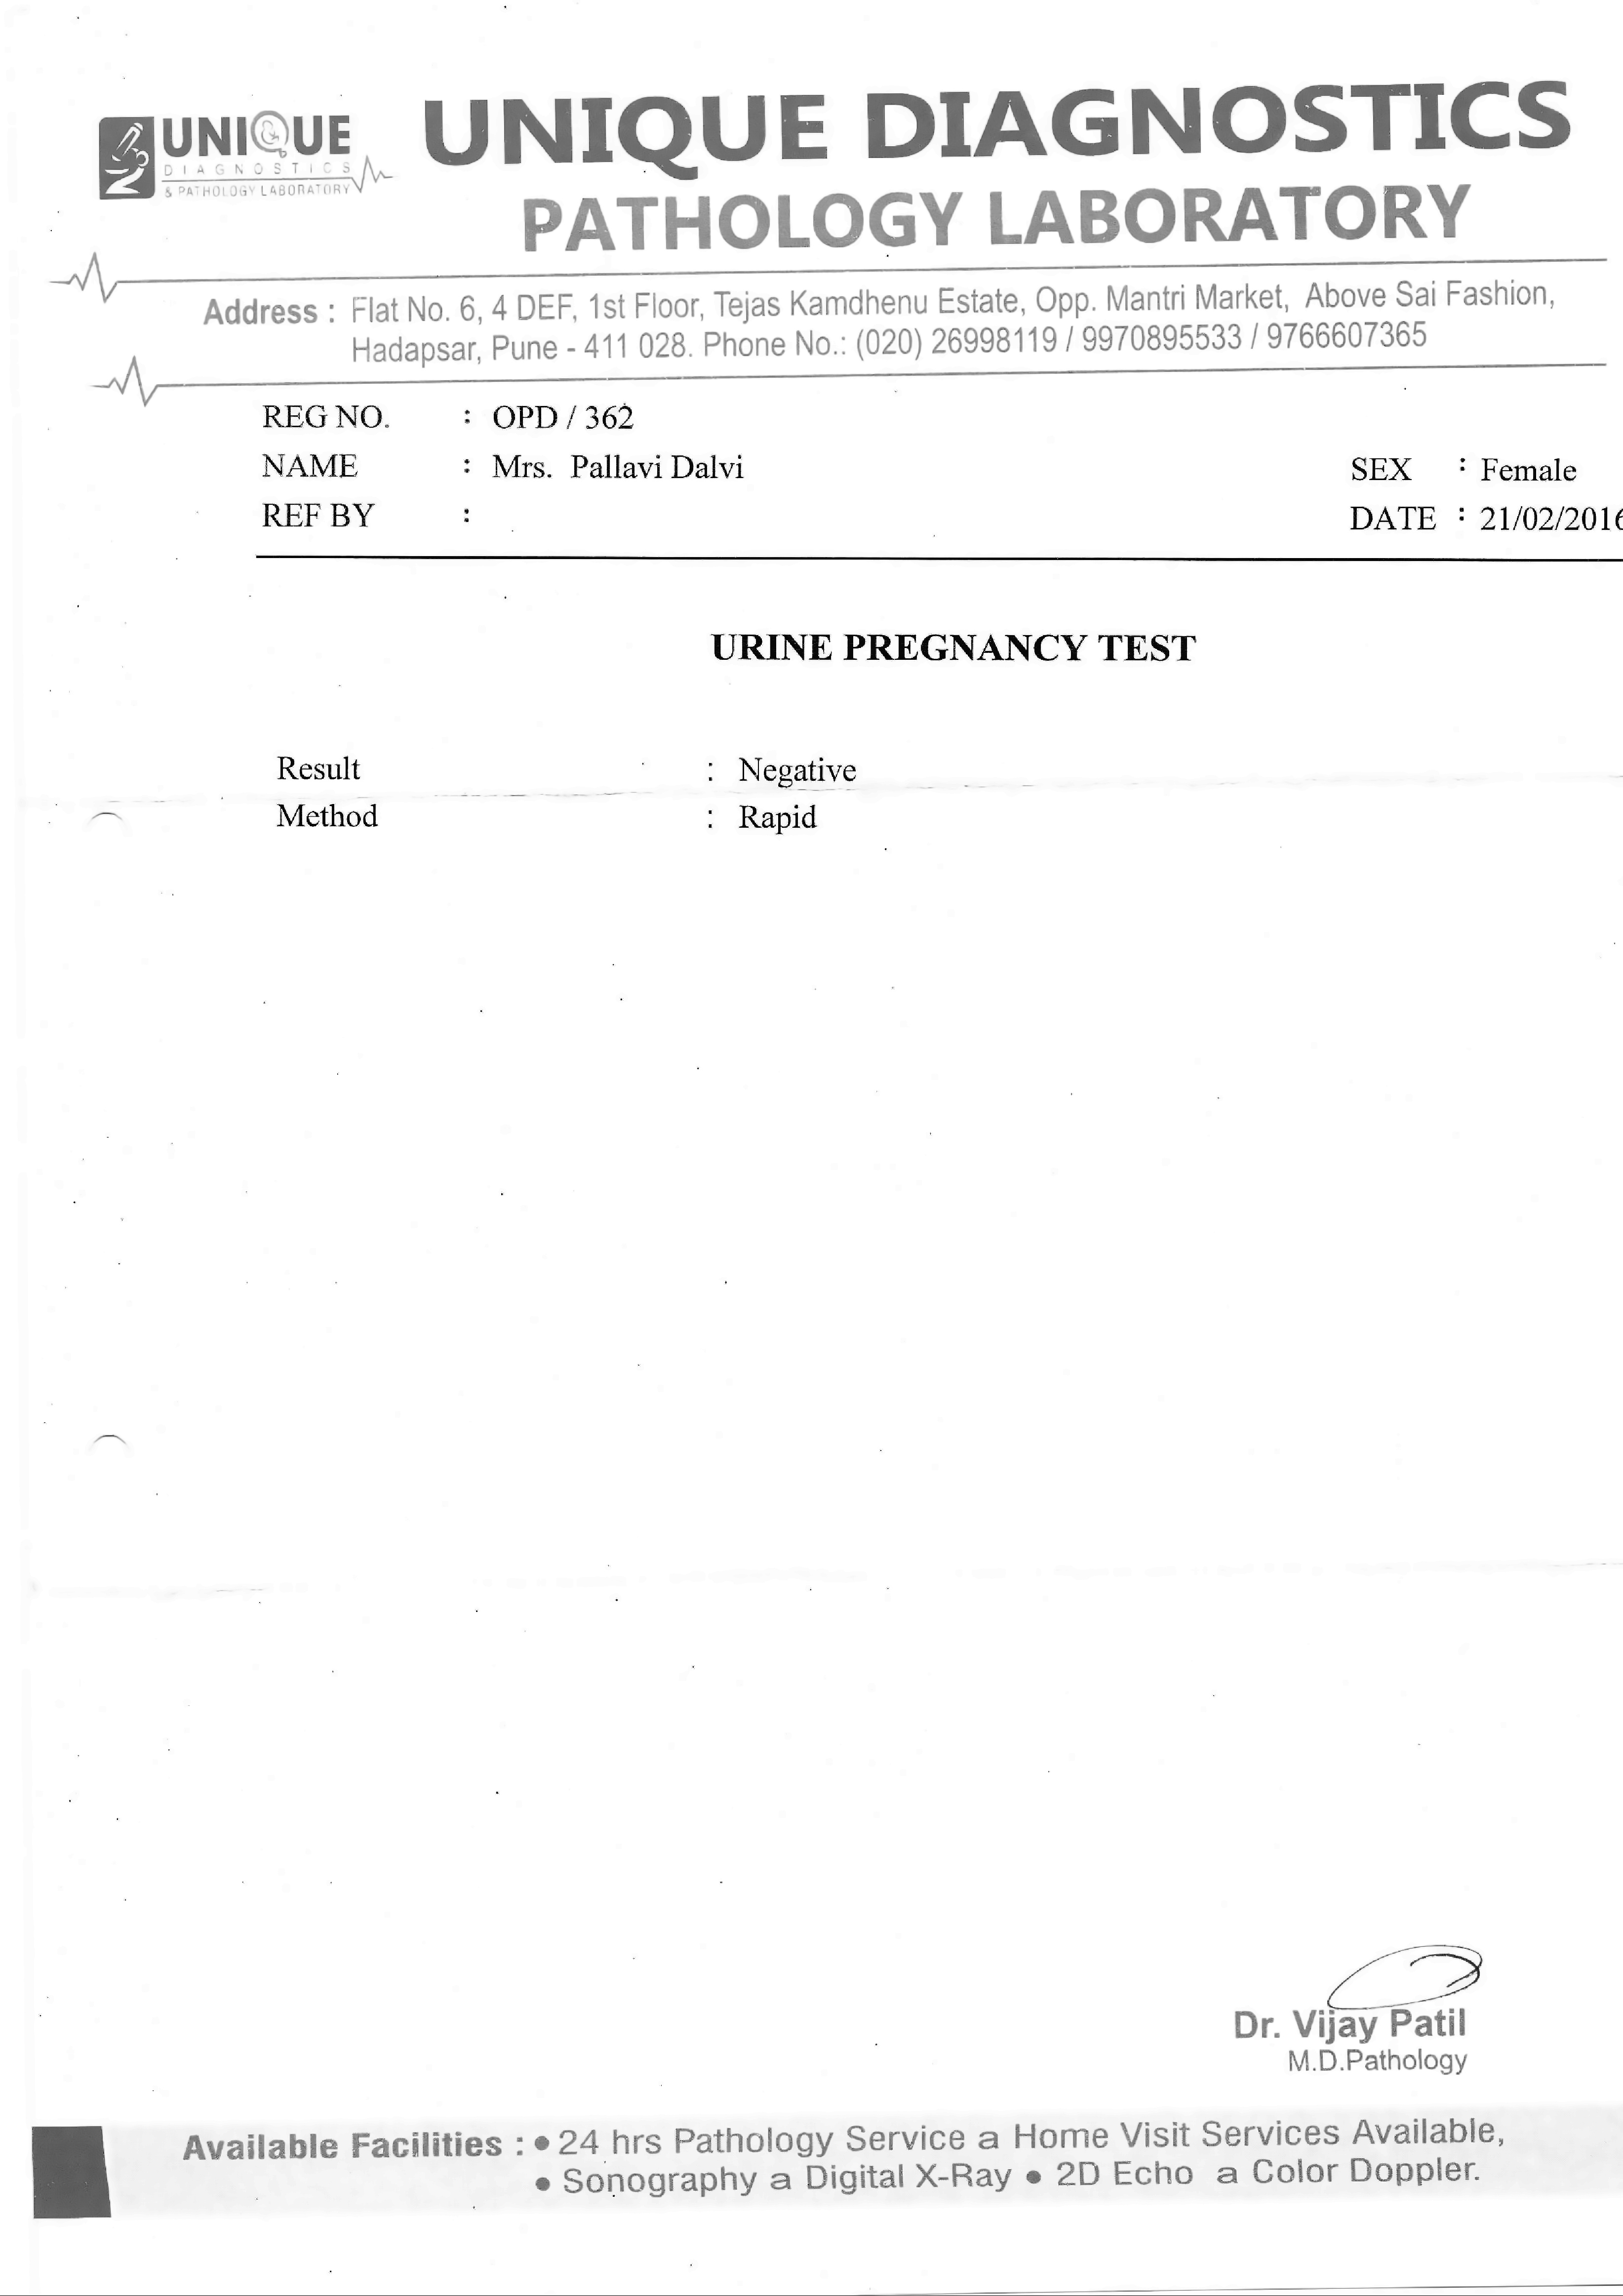 UNIQUE
DIAGNOSTICS
& PATHOLOGY LABORATORY
UNIQUE DIAGNOSTICS
PATHOLOGY LABORATORY
Address : Flat No. 6, 4 DEF, 1st Floor, Tejas Kamdhenu Estate, Opp. Mantri Market, Above Sai Fashion,
Hadapsar, Pune - 411 028. Phone No.: (020) 26998119 / 9970895533 / 9766607365
REG NO. : OPD / 362
NAME : Mrs. Pallavi Dalvi SEX : Female
REF BY : DATE : 21/02/2016
URINE PREGNANCY TEST
Result : Negative
Method : Rapid
Dr. Vijay Patil
M.D.Pathology
Available Facilities : • 24 hrs Pathology Service a Home Visit Services Available,
• Sonography a Digital X-Ray • 2D Echo a Color Doppler.